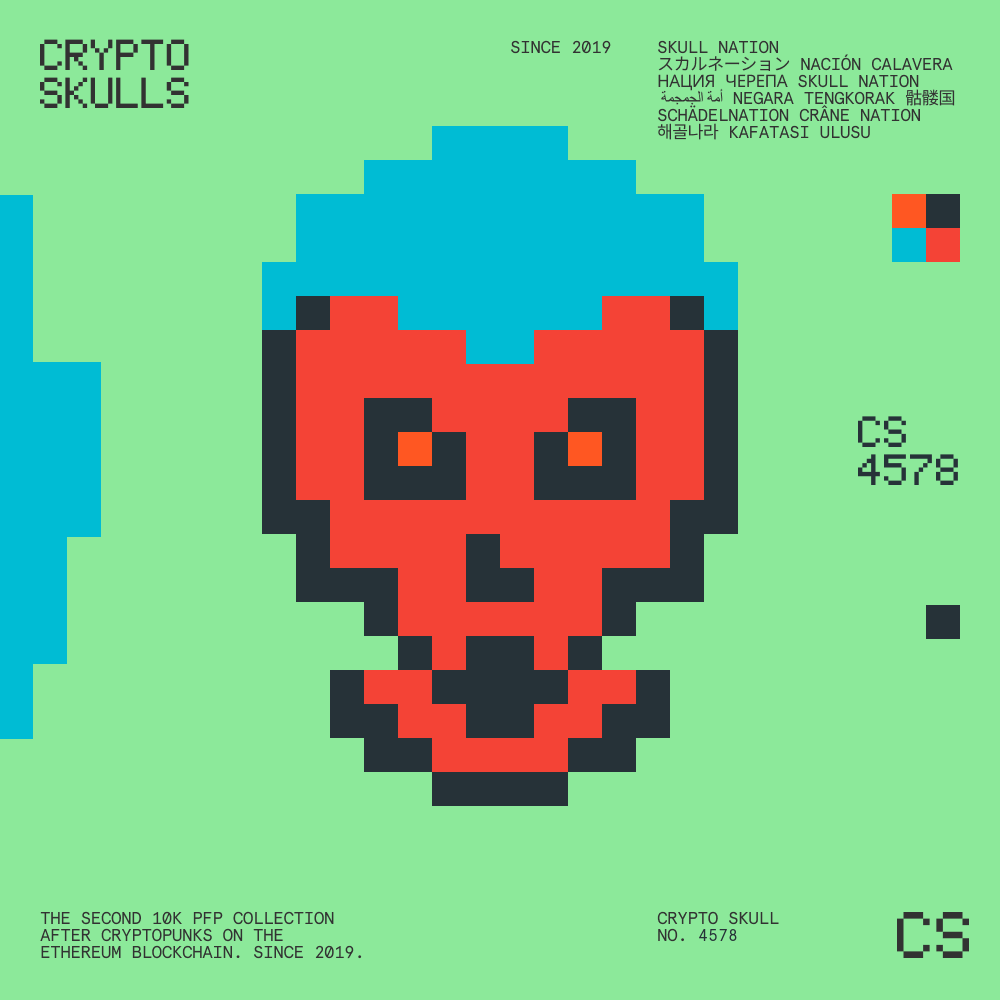 CRYPTO
SKULLS
SINCE 2019
SKULL NATION
スカルネーション NACIÓN CALAVERA
НАЦИЯ ЧЕРЕПА SKULL NATION
أمة الجمجمة NEGARA TENGKORAK 骷髅国
SCHÄDELNATION CRÂNE NATION
해골나라 KAFATASI ULUSU
CS
4578
THE SECOND 10K PFP COLLECTION
AFTER CRYPTOPUNKS ON THE
ETHEREUM BLOCKCHAIN. SINCE 2019.
CRYPTO SKULL
NO. 4578
CS